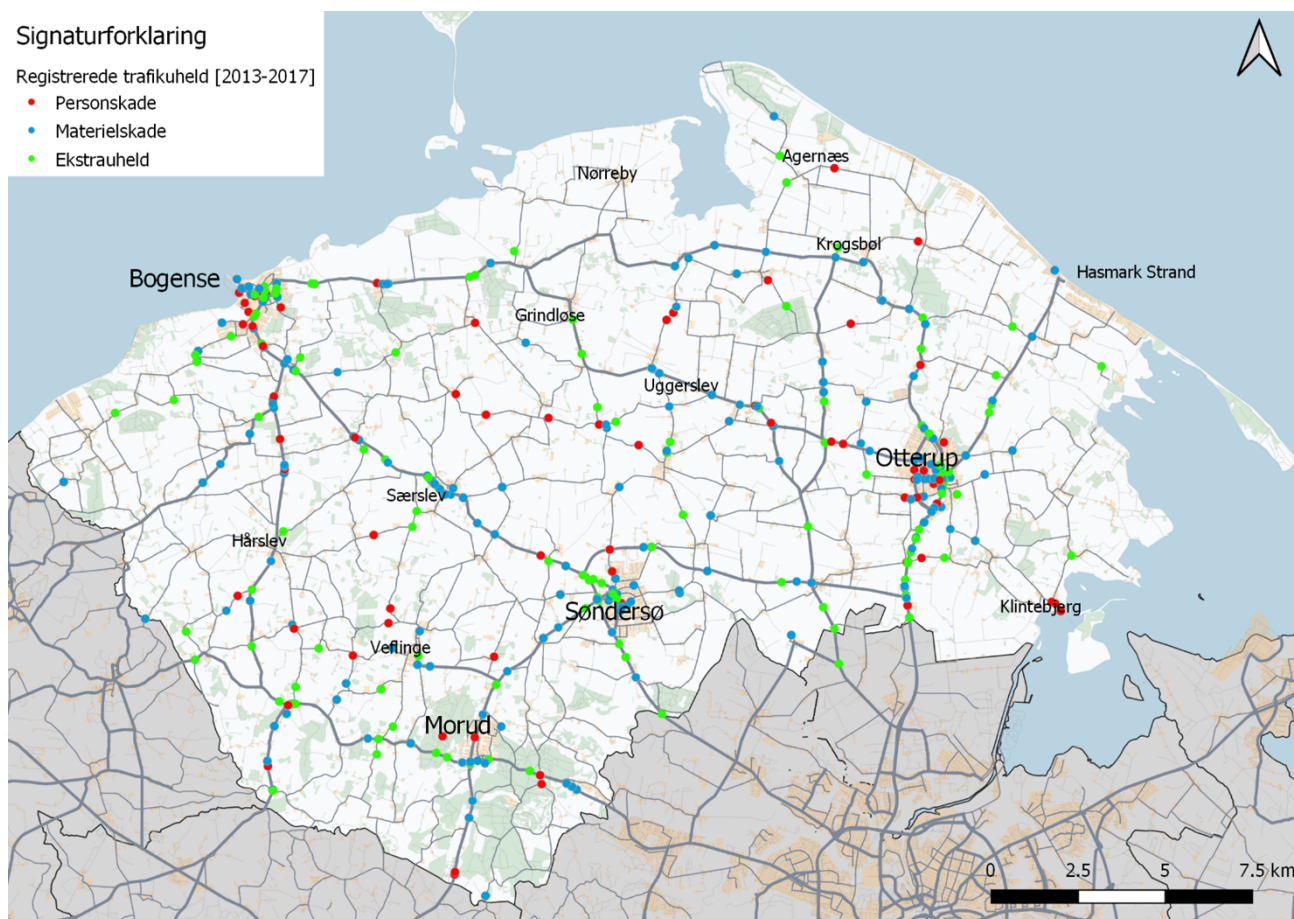 Signaturforklaring
Registrerede trafikuheld [2013-2017]
Personskade
Materielskade
Ekstrauheld
Agernæs
Nørreby
Krogsbøl
Bogense
Hasmark Strand
Grindløse
Uggerslev
Otterup
Særslev
Hårslev
Søndersø
Klintebjerg
Veflinge
Morud
0 2.5 5 7.5 km